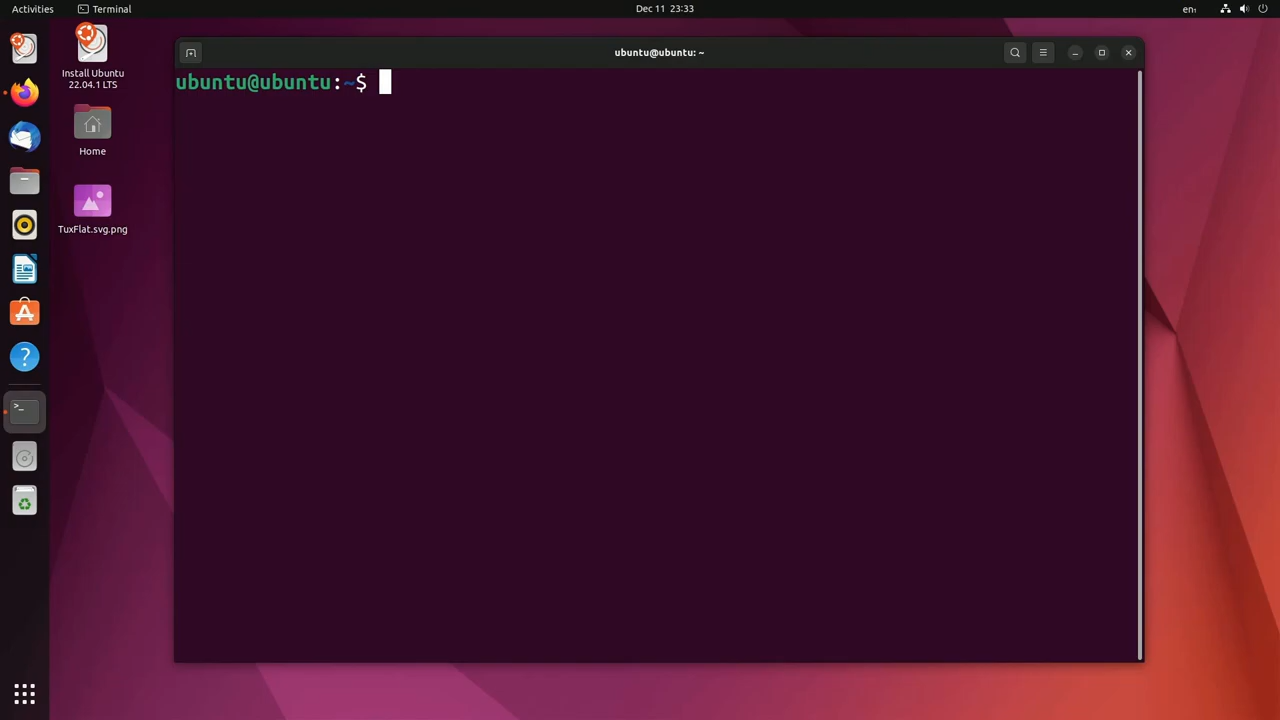 Activities
Terminal
Dec 11 23:33
en₁
Install Ubuntu
22.04.1 LTS
Home
TuxFlat.svg.png
ubuntu@ubuntu: ~
ubuntu@ubuntu:~$
>_
?